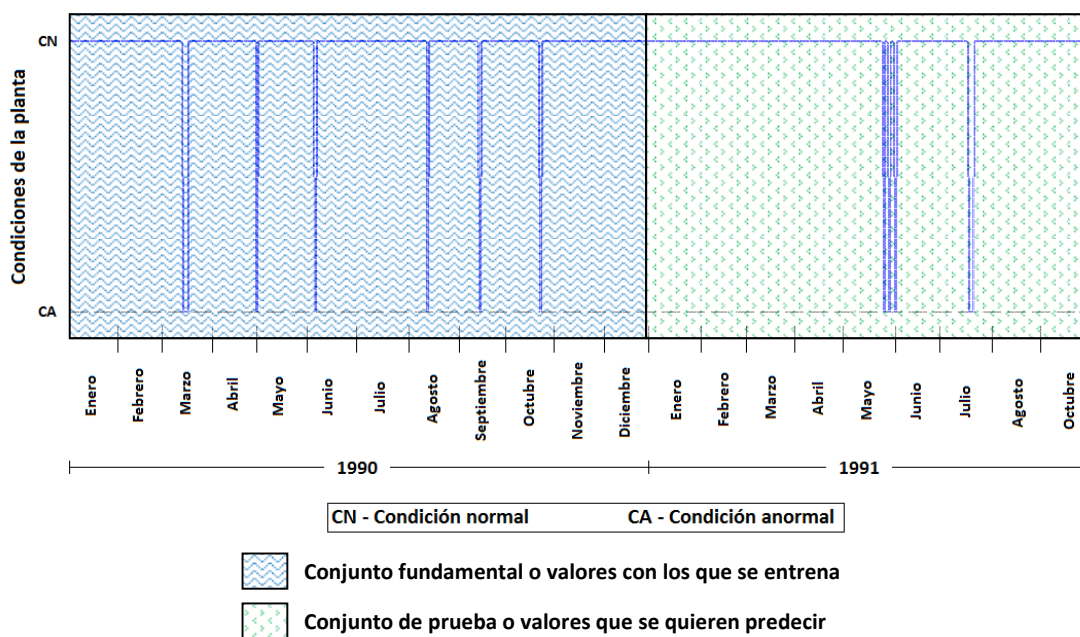 Condiciones de la planta
CN
CA
Enero
Febrero
Marzo
Abril
Mayo
Junio
Julio
Agosto
Septiembre
Octubre
Noviembre
Diciembre
Enero
Febrero
Marzo
Abril
Mayo
Junio
Julio
Agosto
Octubre
1990
1991
CN - Condición normal
CA - Condición anormal
Conjunto fundamental o valores con los que se entrena
Conjunto de prueba o valores que se quieren predecir